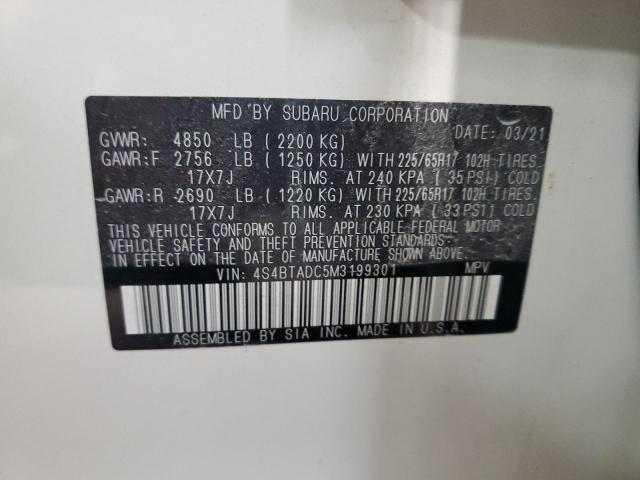 MFD BY SUBARU CORPORATION
GVWR: 4850 LB (2200 KG) DATE: 03/21
GAWR:F 2756 LB (1250 KG) WITH 225/65R17 102H TIRES.
17X7J RIMS. AT 240 KPA (35 PSI) COLD
GAWR:R 2690 LB (1220 KG) WITH 225/65R17 102H TIRES.
17X7J RIMS. AT 230 KPA (33 PSI) COLD
THIS VEHICLE CONFORMS TO ALL APPLICABLE FEDERAL MOTOR
VEHICLE SAFETY AND THEFT PREVENTION STANDARDS
IN EFFECT ON THE DATE OF MANUFACTURE SHOWN ABOVE.
VIN: 4S4BTADC5M3199301 MPV
ASSEMBLED BY SIA INC. MADE IN U.S.A.